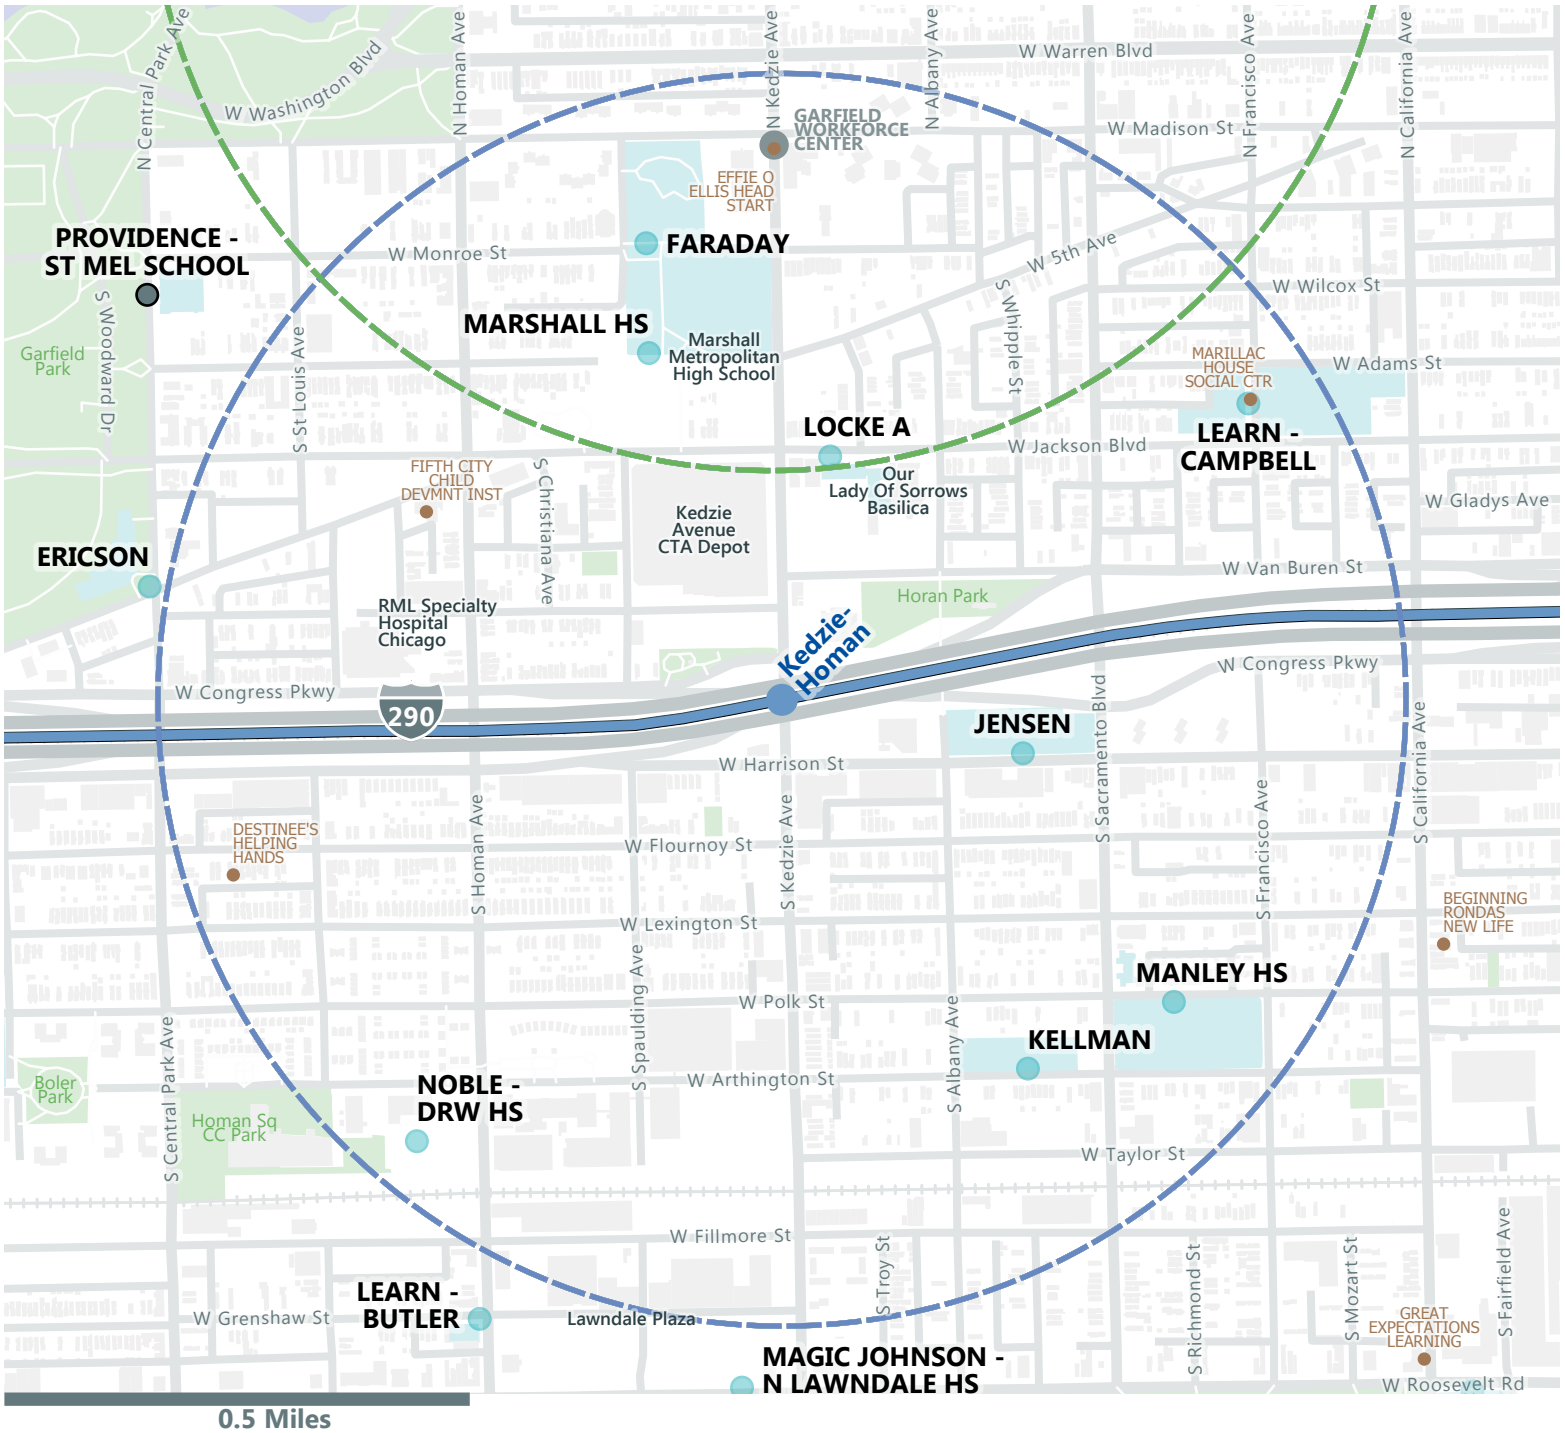 N Central Park Ave
W Washington Blvd
N Homan Ave
N Kedzie Ave
N Albany Ave
W Warren Blvd
N Francisco Ave
N California Ave
W Madison St
GARFIELD
WORKFORCE
CENTER
EFFIE O
ELLIS HEAD
START
PROVIDENCE -
ST MEL SCHOOL
W Monroe St
FARADAY
W 5th Ave
W Wilcox St
S Woodward Dr
S St Louis Ave
MARSHALL HS
Marshall
Metropolitan
High School
S Whipple St
Garfield
Park
MARILLAC
HOUSE
SOCIAL CTR
W Adams St
LOCKE A
W Jackson Blvd
LEARN -
CAMPBELL
FIFTH CITY
CHILD
DEVMNT INST
S Christiana Ave
Our
Lady Of Sorrows
Basilica
Kedzie
Avenue
CTA Depot
W Gladys Ave
ERICSON
W Van Buren St
RML Specialty
Hospital
Chicago
Horan Park
Kedzie-
Homan
W Congress Pkwy
290
W Congress Pkwy
JENSEN
S Sacramento Blvd
S California Ave
W Harrison St
S Homan Ave
S Kedzie Ave
S Francisco Ave
DESTINEE'S
HELPING
HANDS
W Flournoy St
BEGINNING
RONDAS
NEW LIFE
W Lexington St
S Spaulding Ave
MANLEY HS
W Polk St
S Albany Ave
KELLMAN
S Central Park Ave
Boler
Park
NOBLE -
DRW HS
W Arthington St
Homan Sq
CC Park
W Taylor St
W Fillmore St
S Troy St
S Richmond St
S Mozart St
S Fairfield Ave
LEARN -
BUTLER
W Grenshaw St
Lawndale Plaza
GREAT
EXPECTATIONS
LEARNING
MAGIC JOHNSON -
N LAWNDALE HS
W Roosevelt Rd
0.5 Miles